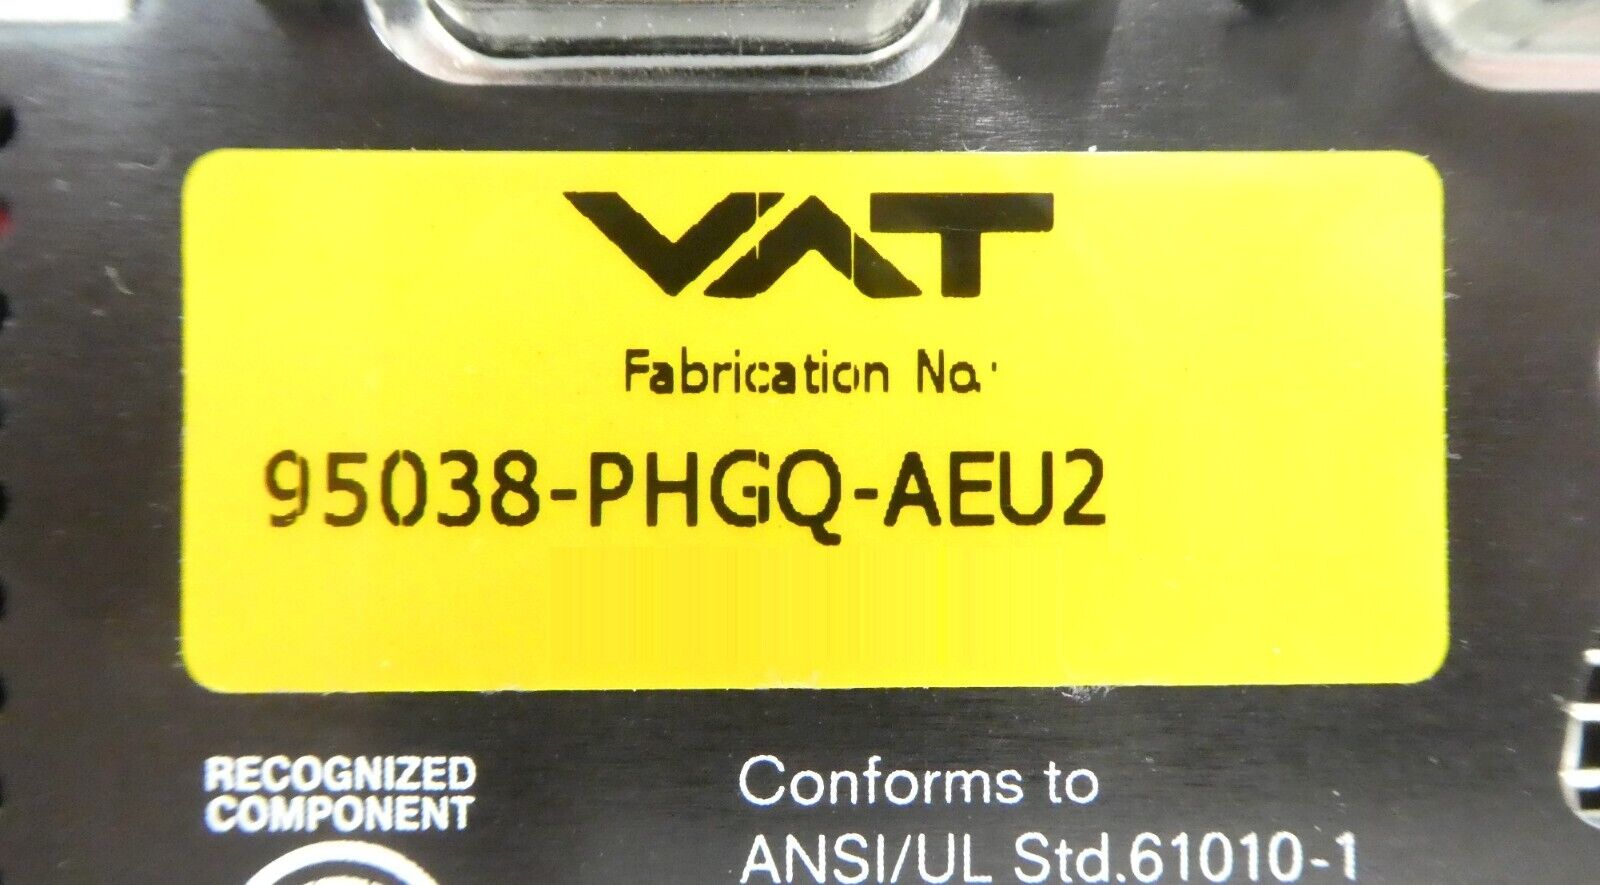 VAT
Fabrication No.
95038-PHGQ-AEU2
RECOGNIZED
COMPONENT
Conforms to
ANSI/UL Std.61010-1